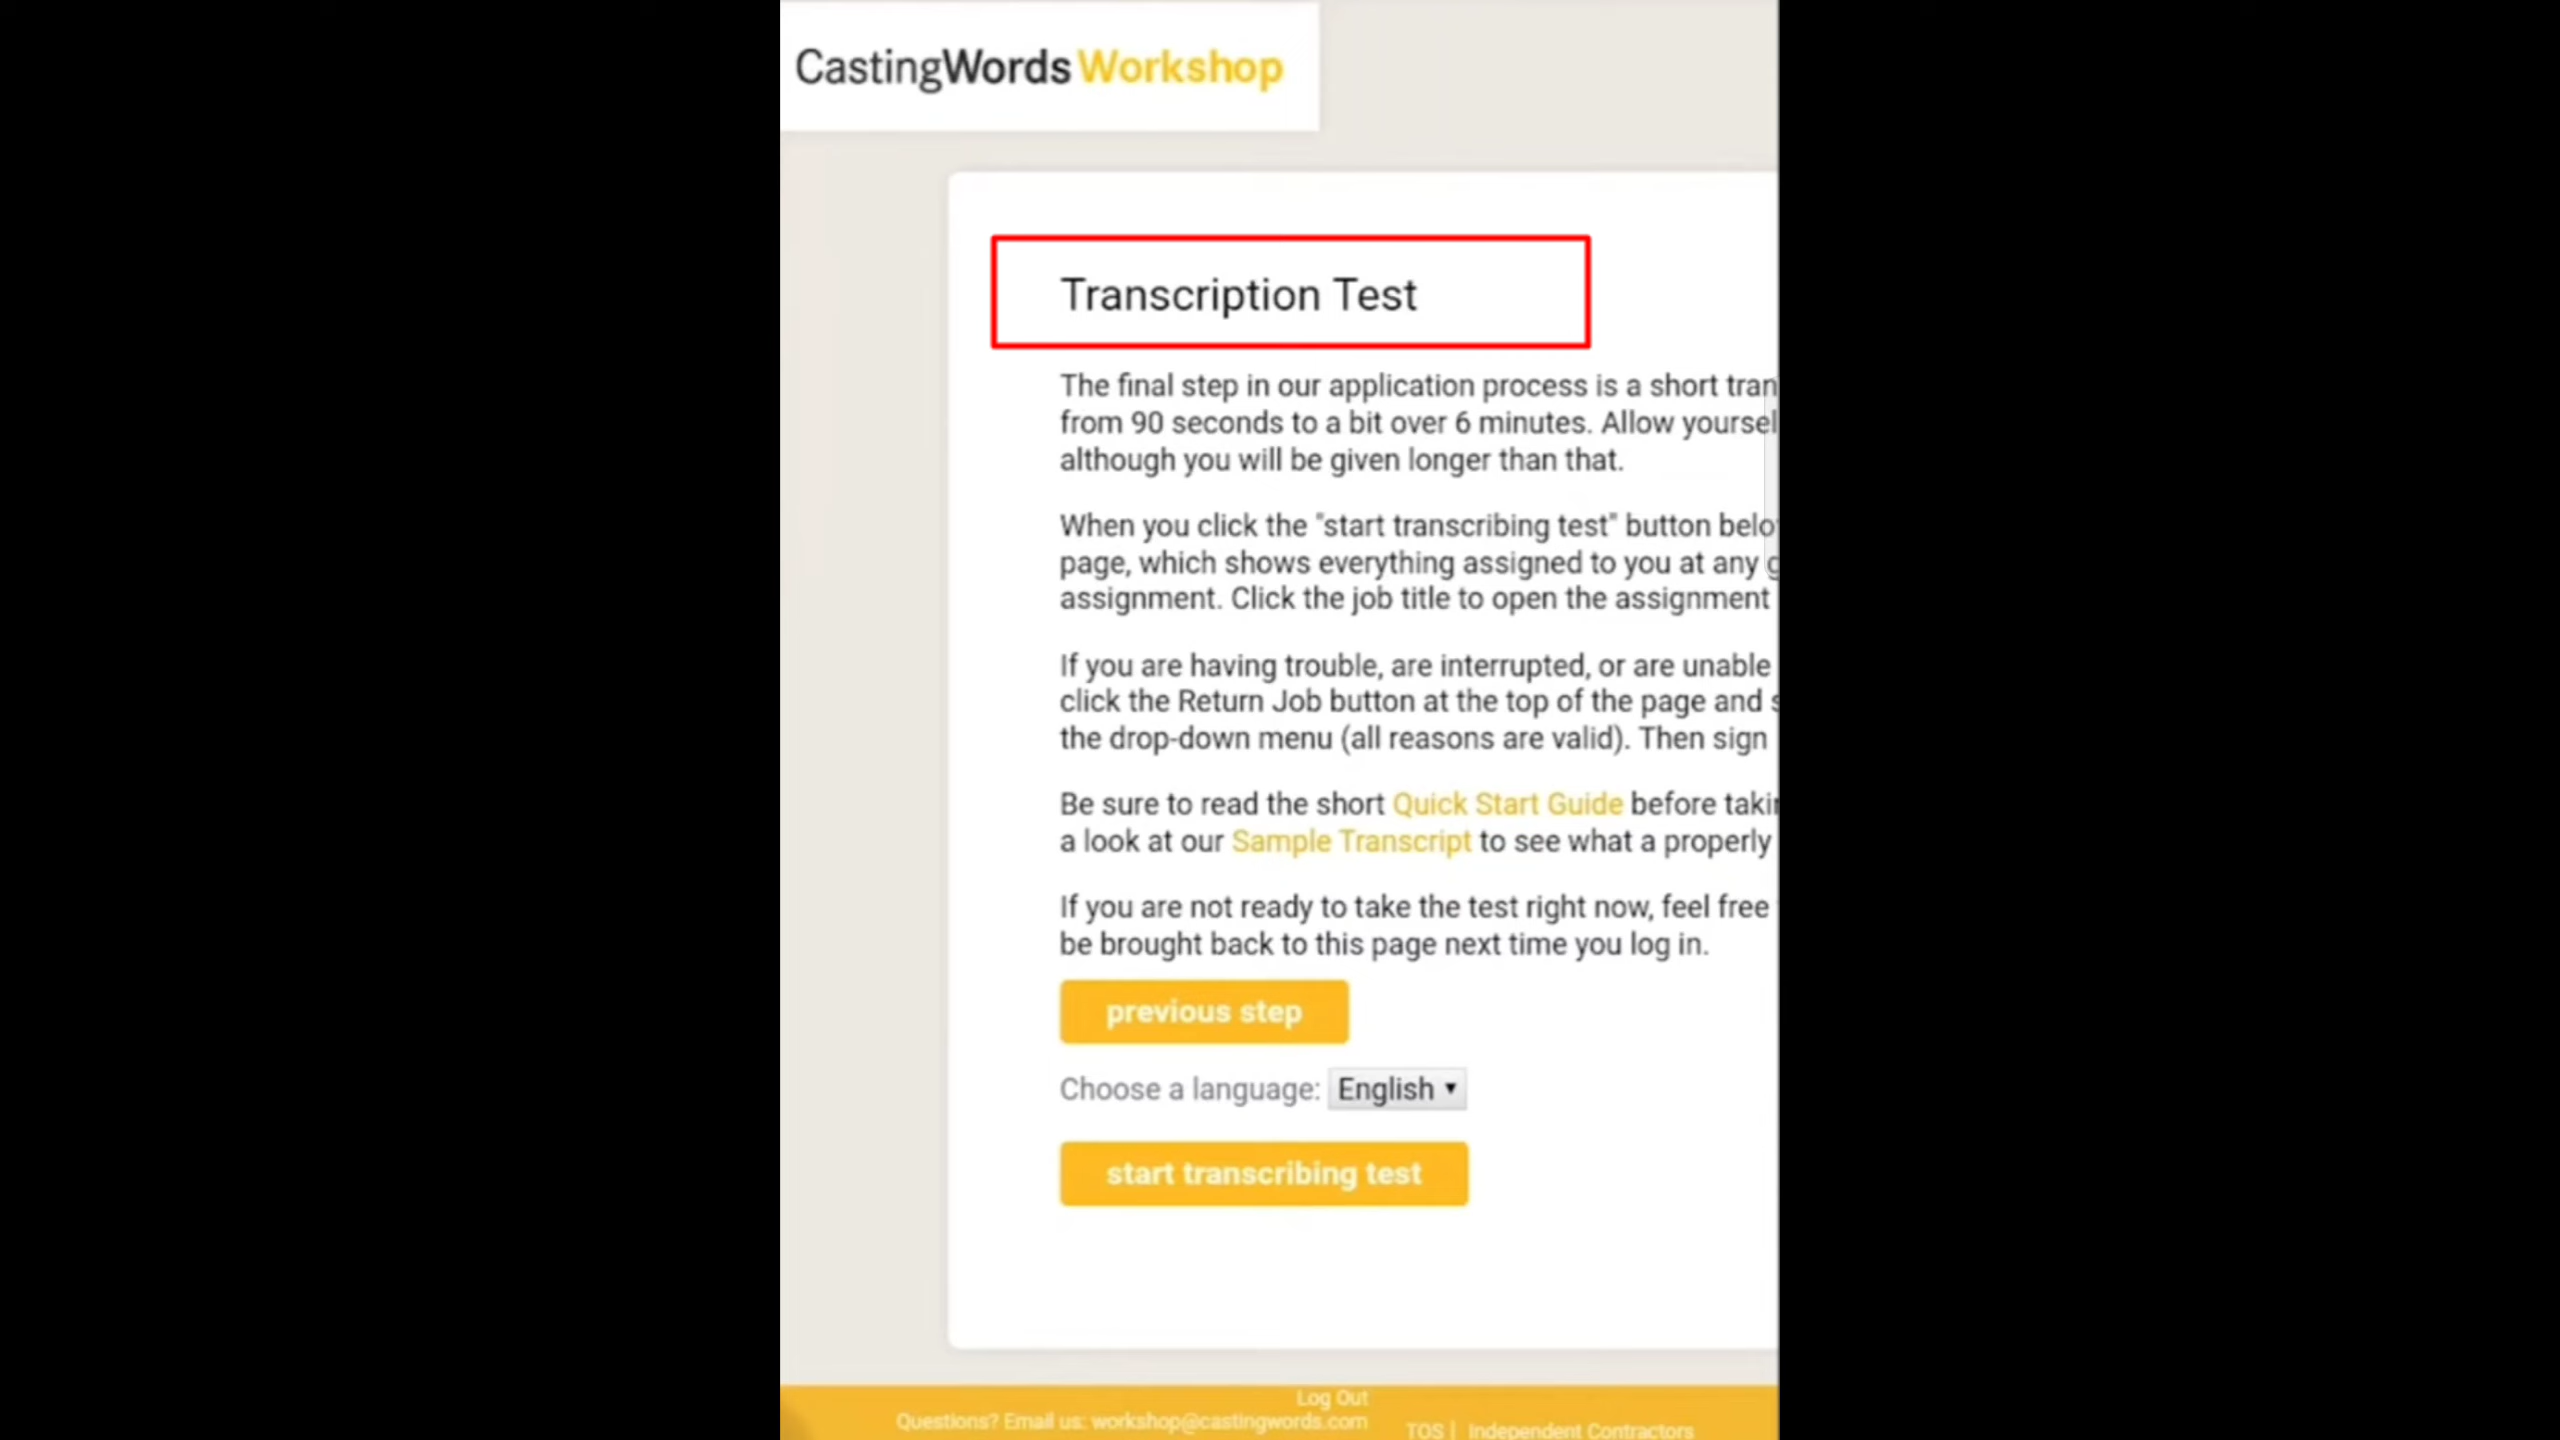 CastingWords Workshop
Transcription Test
The final step in our application process is a short tran
from 90 seconds to a bit over 6 minutes. Allow yoursel
although you will be given longer than that.
When you click the "start transcribing test" button belo
page, which shows everything assigned to you at any g
assignment. Click the job title to open the assignment
If you are having trouble, are interrupted, or are unable
click the Return Job button at the top of the page and s
the drop-down menu (all reasons are valid). Then sign
Be sure to read the short Quick Start Guide before takin
a look at our Sample Transcript to see what a properly
If you are not ready to take the test right now, feel free
be brought back to this page next time you log in.
previous step
Choose a language: English
start transcribing test
Log Out
Questions? Email us: workshop@castingwords.com
TOS | Independent Contractors